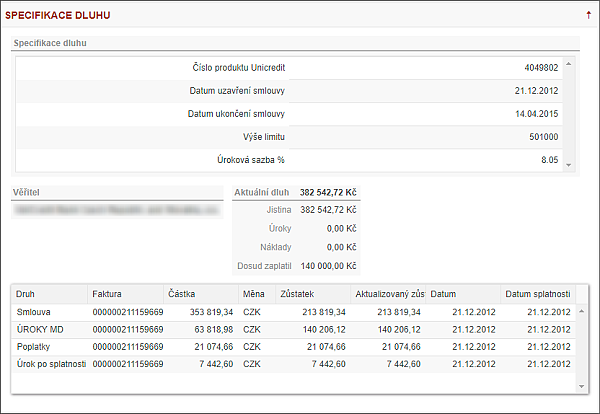 SPECIFIKACE DLUHU
Specifikace dluhu
Číslo produktu Unicredit 4049802
Datum uzavření smlouvy 21.12.2012
Datum ukončení smlouvy 14.04.2015
Výše limitu 501000
Úroková sazba % 8.05
Věřitel
Aktuální dluh 382 542,72 Kč
Jistina 382 542,72 Kč
Úroky 0,00 Kč
Náklady 0,00 Kč
Dosud zaplatil 140 000,00 Kč
Druh Faktura Částka Měna Zůstatek Aktualizovaný zůst Datum Datum splatnosti
Smlouva 000000211159669 353 819,34 CZK 213 819,34 213 819,34 21.12.2012 21.12.2012
ÚROKY MD 000000211159669 63 818,98 CZK 140 206,12 140 206,12 21.12.2012 21.12.2012
Poplatky 000000211159669 21 074,66 CZK 21 074,66 21 074,66 21.12.2012 21.12.2012
Úrok po splatnosti 000000211159669 7 442,60 CZK 7 442,60 7 442,60 21.12.2012 21.12.2012